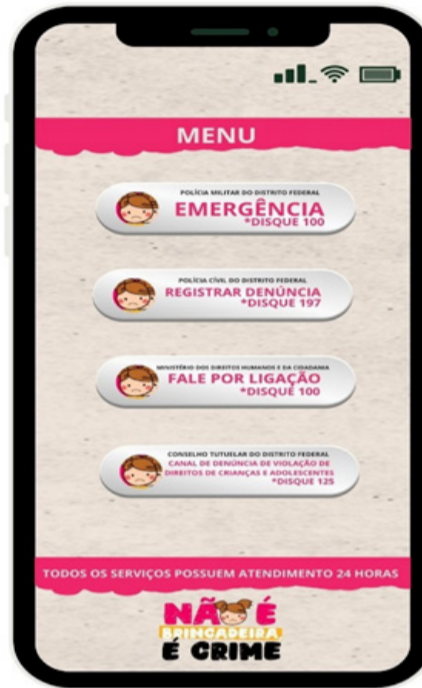 MENU
POLÍCIA MILITAR DO DISTRITO FEDERAL
EMERGÊNCIA
*DISQUE 100
POLÍCIA CÍVIL DO DISTRITO FEDERAL
REGISTRAR DENÚNCIA
*DISQUE 197
MINISTÉRIO DOS DIREITOS HUMANOS E DA CIDADANIA
FALE POR LIGAÇÃO
*DISQUE 100
CONSELHO TUTUELAR DO DISTRITO FEDERAL
CANAL DE DENÚNCIA DE VIOLAÇÃO DE
DIREITOS DE CRIANÇAS E ADOLESCENTES
*DISQUE 125
TODOS OS SERVIÇOS POSSUEM ATENDIMENTO 24 HORAS
NÃO É
BRINCADEIRA
É CRIME